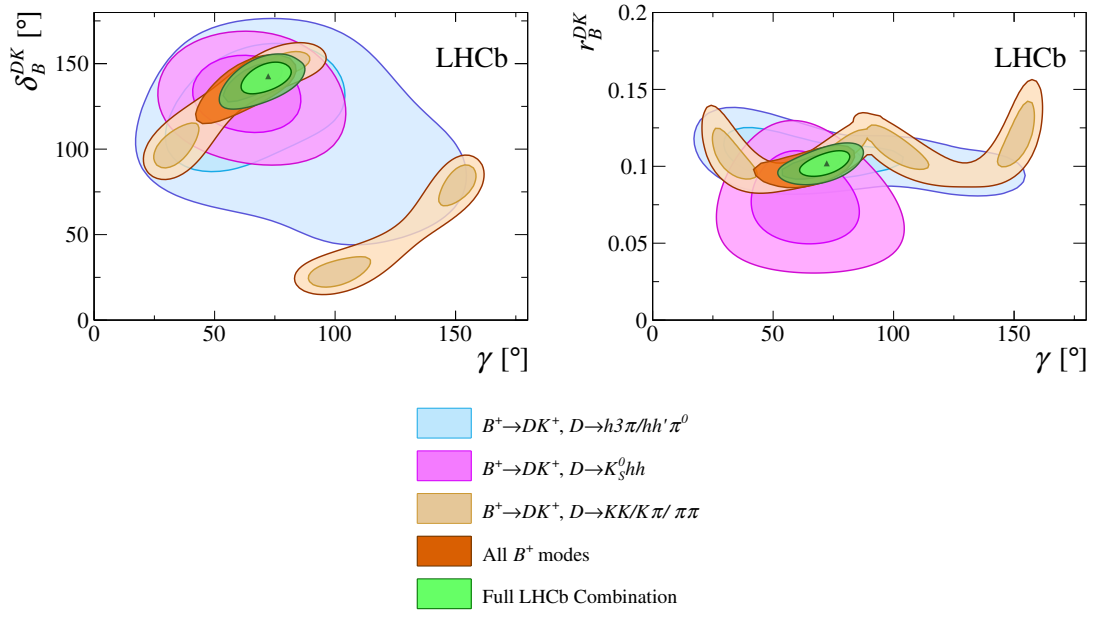 δ_B^{DK} [°]
150
100
50
0
0 50 100 150
γ [°]
LHCb
r_B^{DK}
0.2
0.15
0.1
0.05
0
0 50 100 150
γ [°]
LHCb
B⁺→DK⁺, D→h3π/hh'π⁰
B⁺→DK⁺, D→K_S^0hh
B⁺→DK⁺, D→KK/Kπ/ππ
All B⁺ modes
Full LHCb Combination